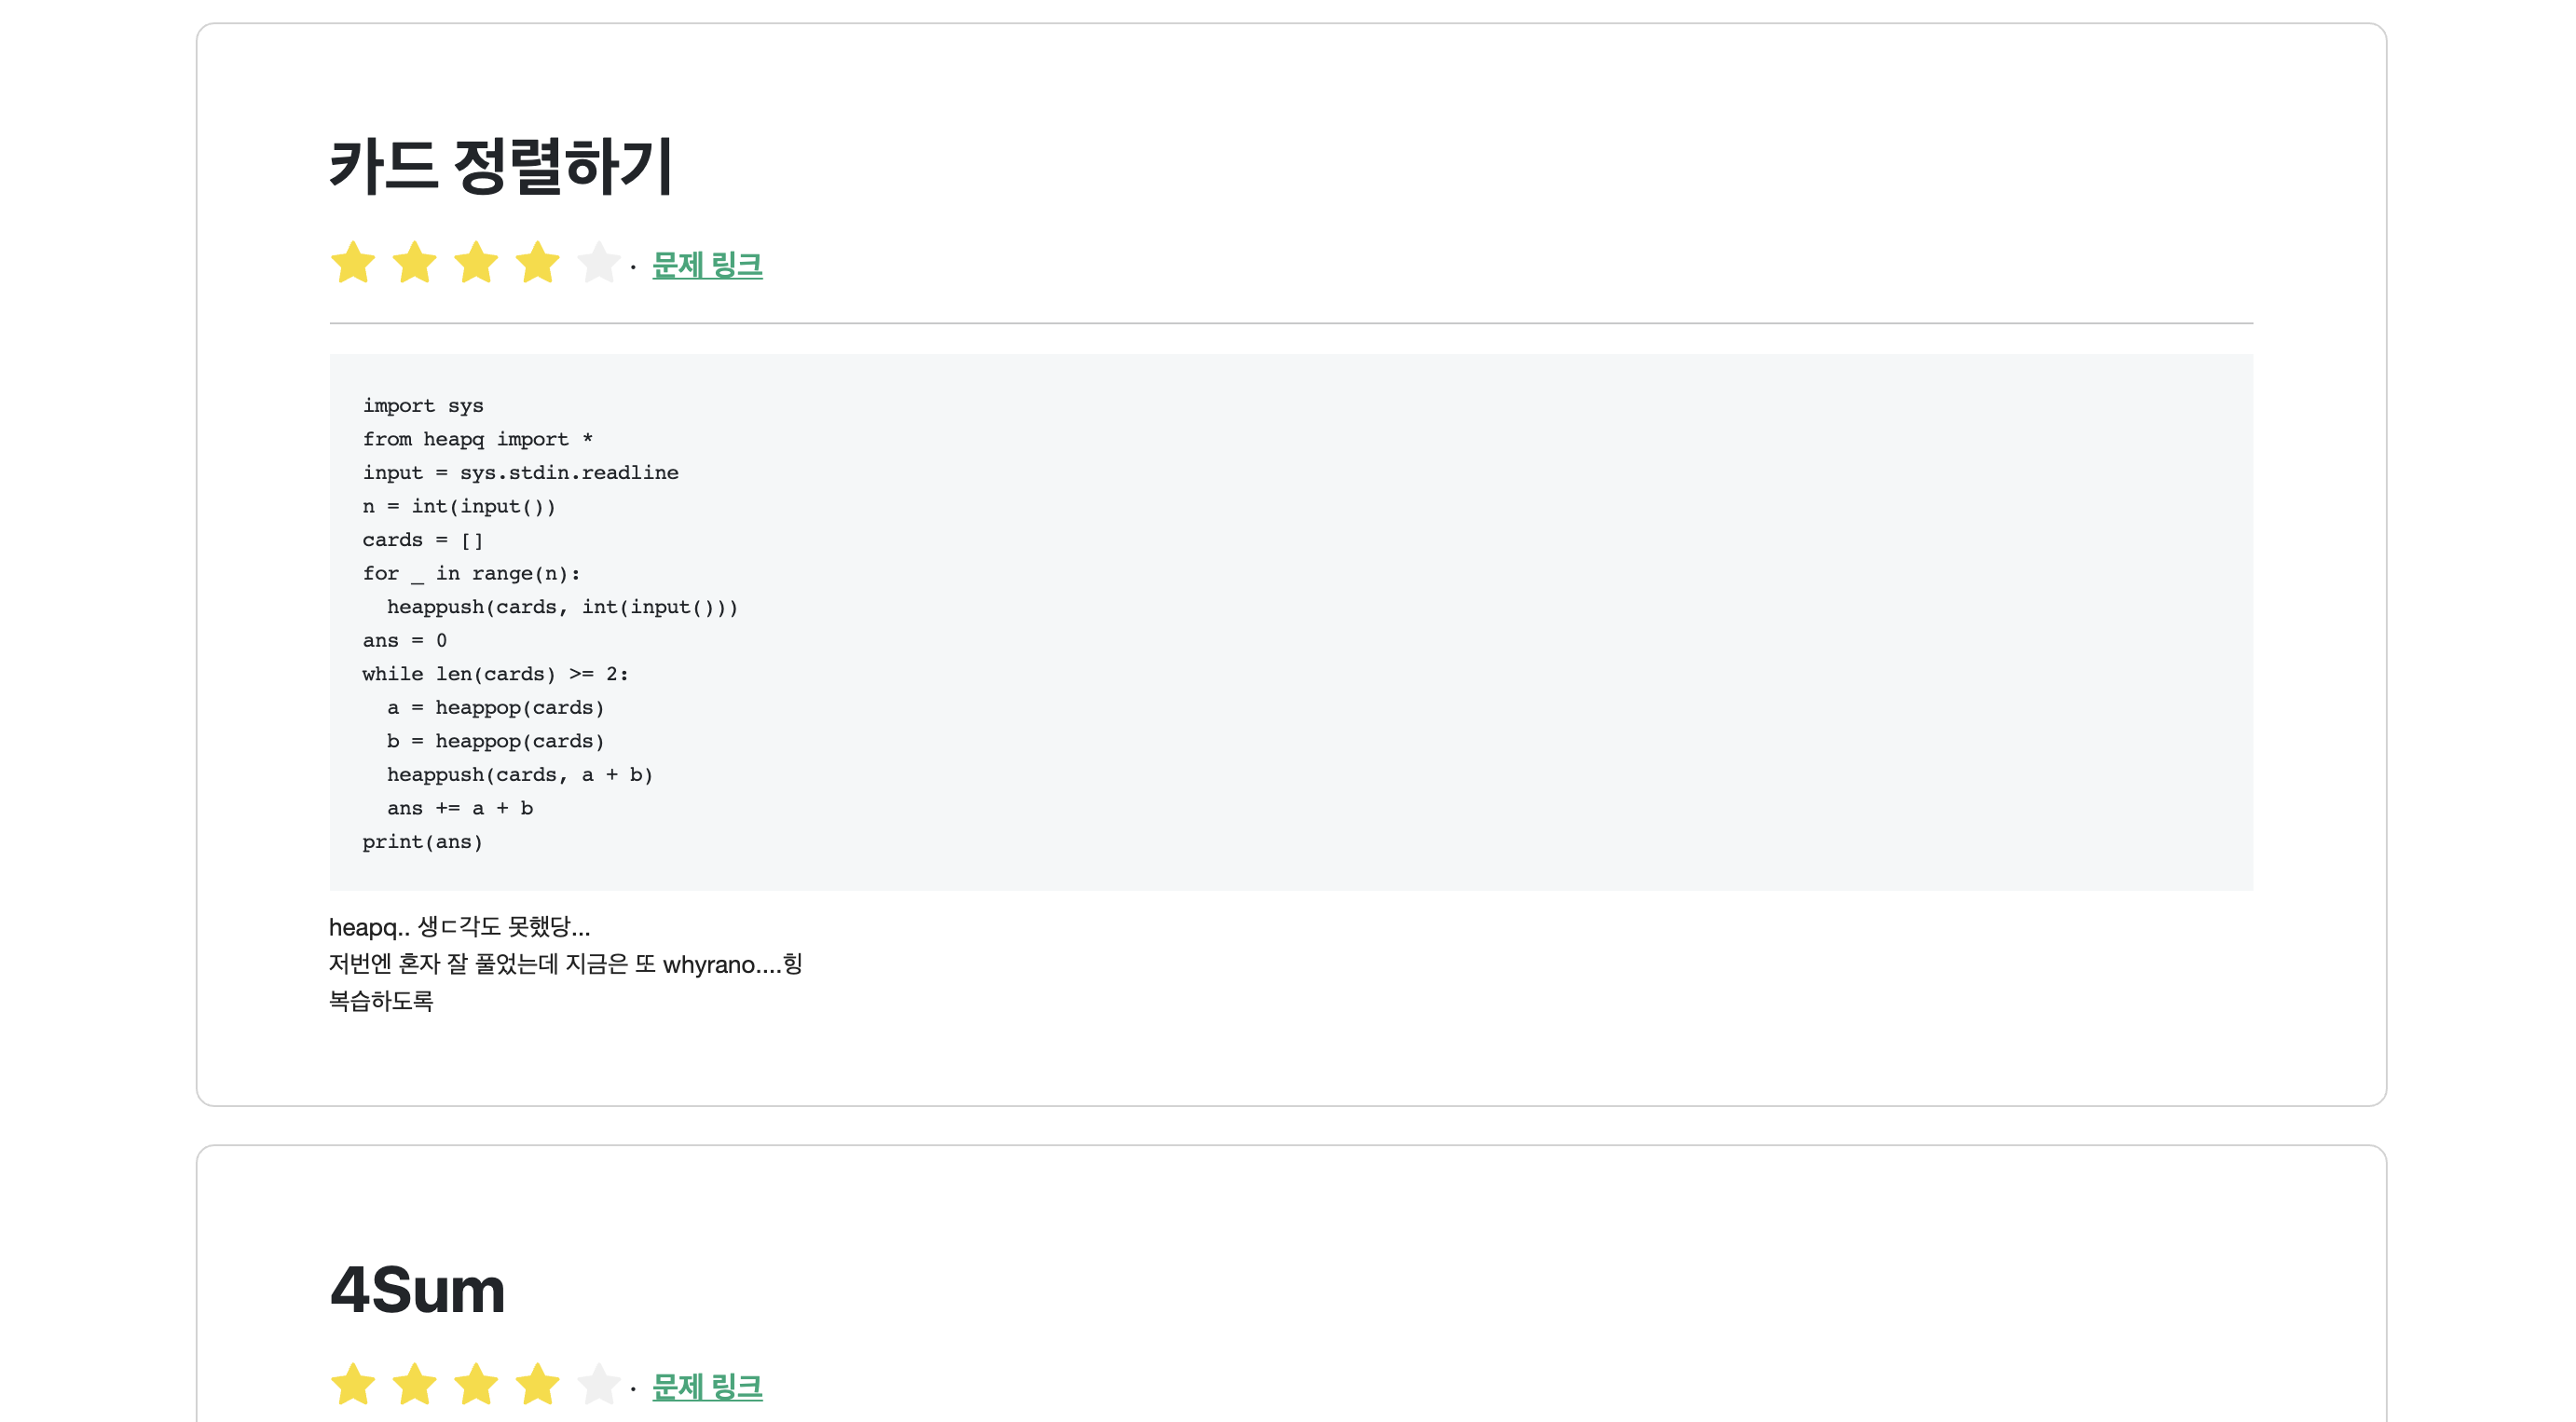 카드 정렬하기
· 문제 링크
import sys
from heapq import *
input = sys.stdin.readline
n = int(input())
cards = []
for _ in range(n):
  heappush(cards, int(input()))
ans = 0
while len(cards) >= 2:
  a = heappop(cards)
  b = heappop(cards)
  heappush(cards, a + b)
  ans += a + b
print(ans)
heapq.. 생ㄷ각도 못했당...
저번엔 혼자 잘 풀었는데 지금은 또 whyrano....힝
복습하도록
4Sum
· 문제 링크